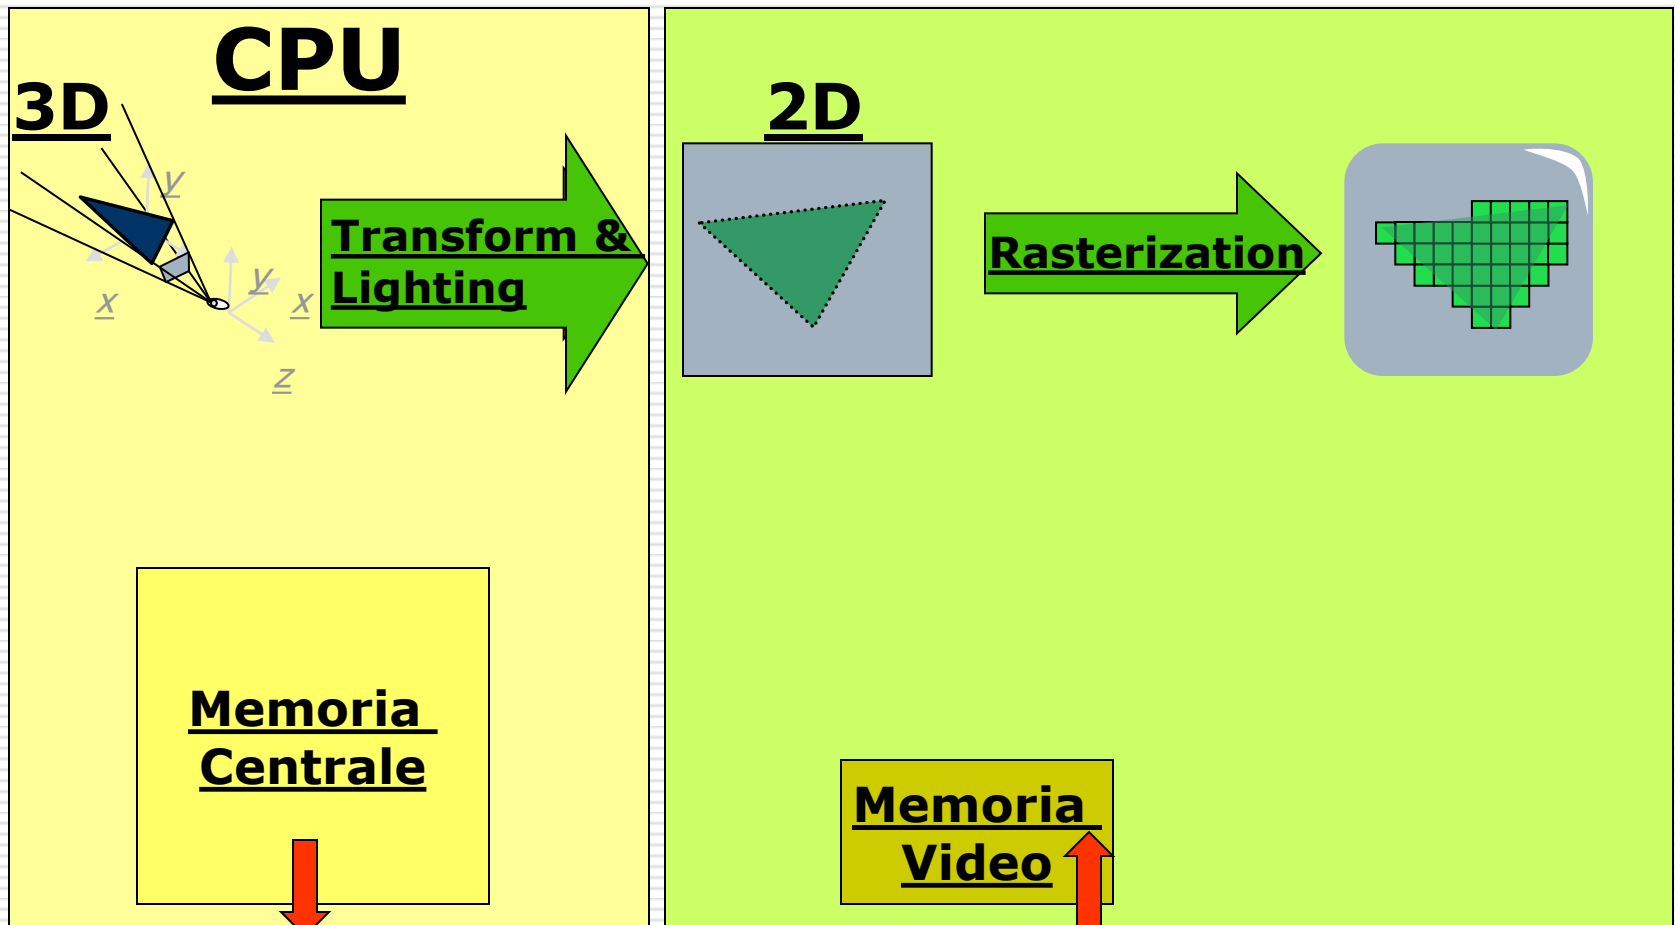 CPU
3D
y
x
y
x
z
Transform &
Lighting
2D
Rasterization
Memoria
Centrale
Memoria
Video